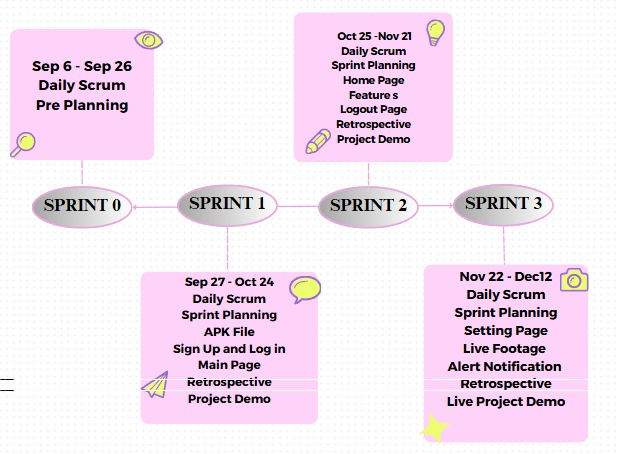 Sep 6 - Sep 26
Daily Scrum
Pre Planning
Oct 25 -Nov 21
Daily Scrum
Sprint Planning
Home Page
Feature s
Logout Page
Retrospective
Project Demo
SPRINT 0
SPRINT 1
SPRINT 2
SPRINT 3
Sep 27 - Oct 24
Daily Scrum
Sprint Planning
APK File
Sign Up and Log in
Main Page
Retrospective
Project Demo
Nov 22 - Dec12
Daily Scrum
Sprint Planning
Setting Page
Live Footage
Alert Notification
Retrospective
Live Project Demo